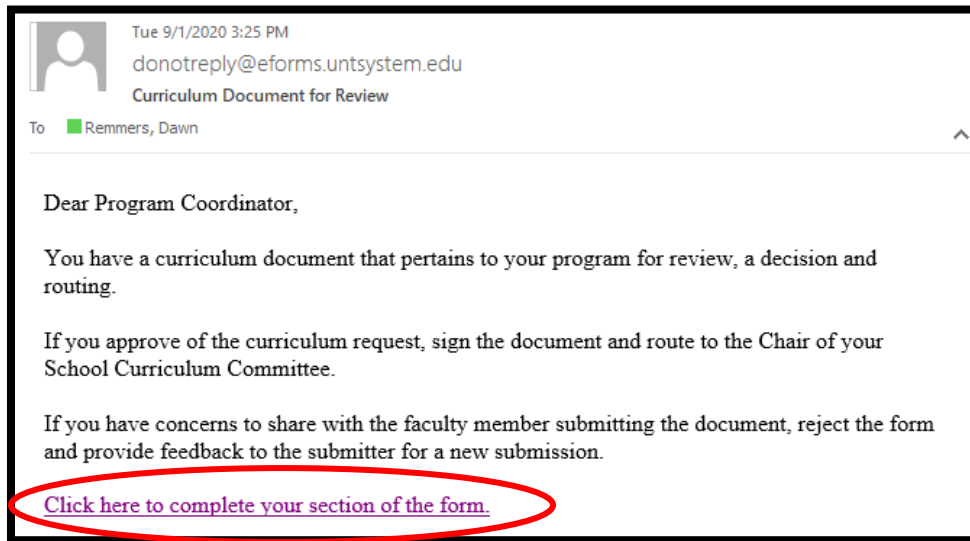 Tue 9/1/2020 3:25 PM
donotreply@eforms.untsystem.edu
Curriculum Document for Review
To Remmers, Dawn
Dear Program Coordinator,
You have a curriculum document that pertains to your program for review, a decision and
routing.
If you approve of the curriculum request, sign the document and route to the Chair of your
School Curriculum Committee.
If you have concerns to share with the faculty member submitting the document, reject the form
and provide feedback to the submitter for a new submission.
Click here to complete your section of the form.